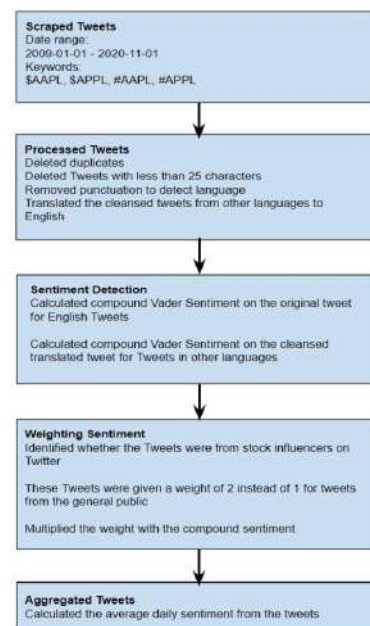 Scraped Tweets
Date range:
2009-01-01 - 2020-11-01
Keywords:
$AAPL, $APPL, #AAPL, #APPL
Processed Tweets
Deleted duplicates
Deleted Tweets with less than 25 characters
Removed punctuation to detect language
Translated the cleansed tweets from other languages to
English
Sentiment Detection
Calculated compound Vader Sentiment on the original tweet
for English Tweets
Calculated compound Vader Sentiment on the cleansed
translated tweet for Tweets in other languages
Weighting Sentiment
Identified whether the Tweets were from stock influencers on
Twitter
These Tweets were given a weight of 2 instead of 1 for tweets
from the general public
Multiplied the weight with the compound sentiment
Aggregated Tweets
Calculated the average daily sentiment from the tweets